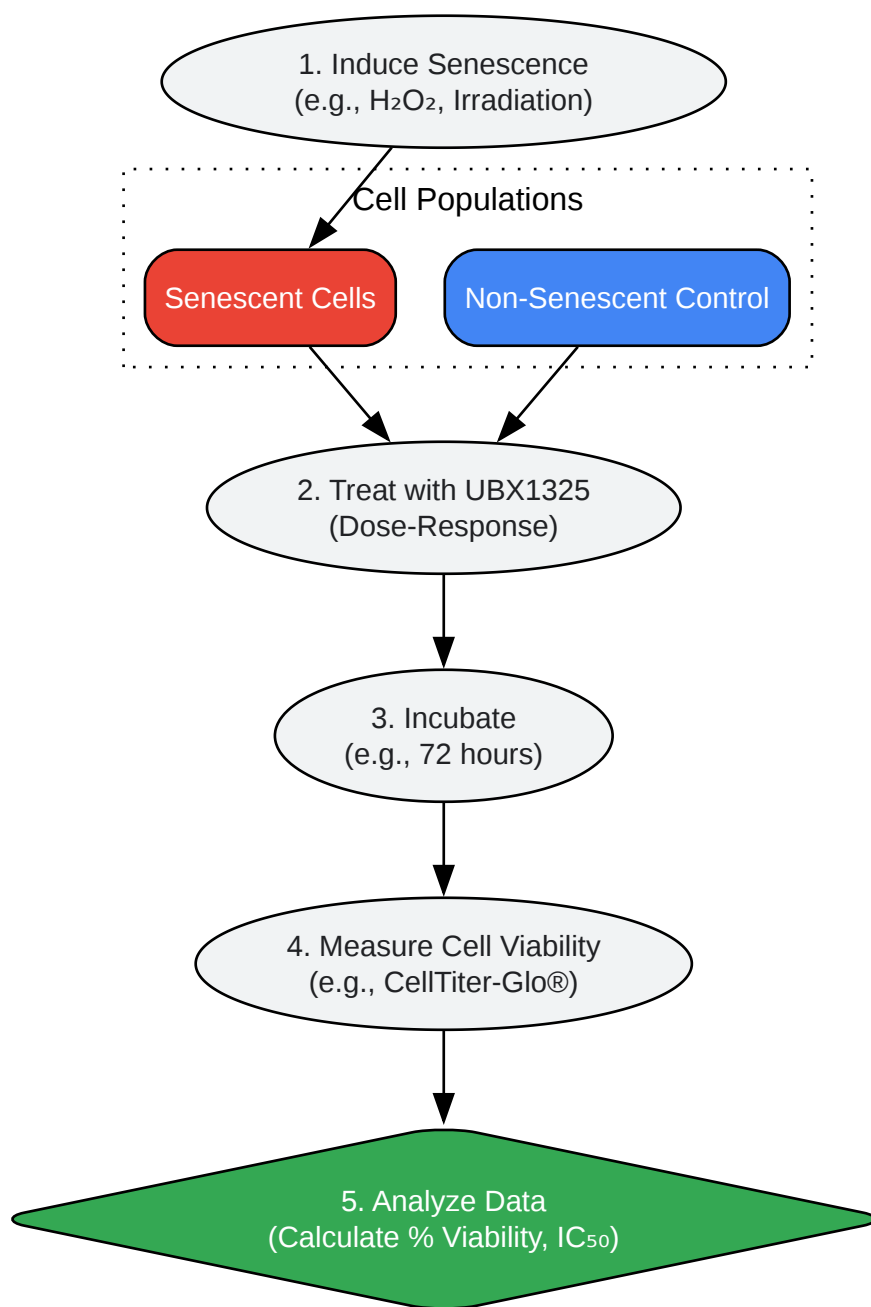 1. Induce Senescence
(e.g., H₂O₂, Irradiation)
Cell Populations
Senescent Cells
Non-Senescent Control
2. Treat with UBX1325
(Dose-Response)
3. Incubate
(e.g., 72 hours)
4. Measure Cell Viability
(e.g., CellTiter-Glo®)
5. Analyze Data
(Calculate % Viability, IC₅₀)